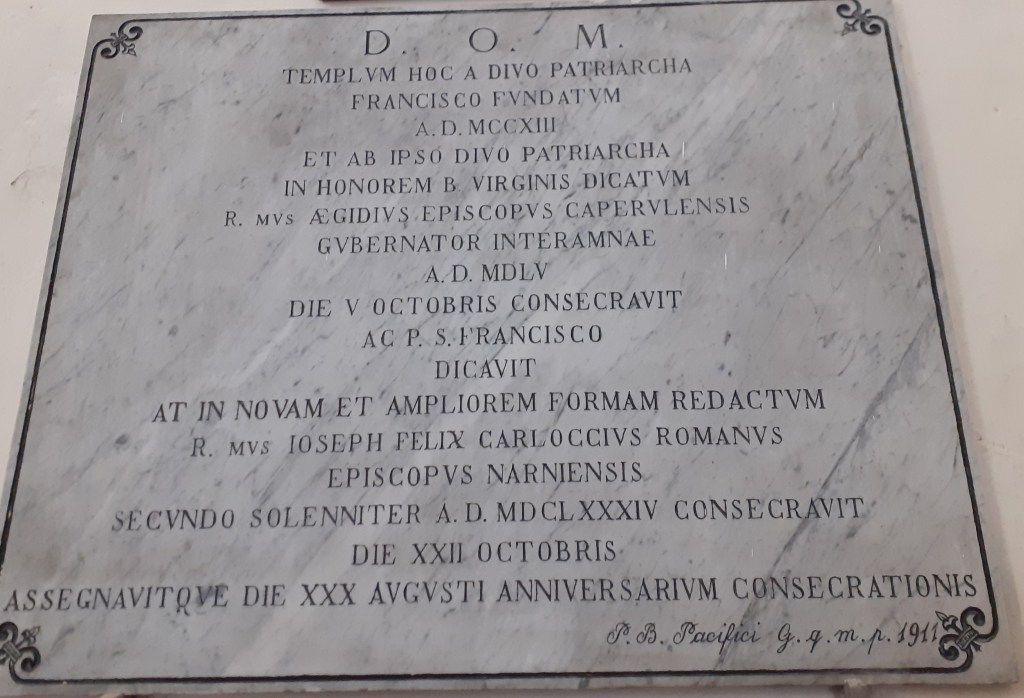 D. O. M.
TEMPLVM HOC A DIVO PATRIARCHA
FRANCISCO FVNDATVM
A. D. MCCXIII
ET AB IPSO DIVO PATRIARCHA
IN HONOREM B. VIRGINIS DICATVM
R. MVS ÆGIDIVS EPISCOPVS CAPERVLENSIS
GVBERNATOR INTERAMNAE
A. D. MDLV
DIE V OCTOBRIS CONSECRAVIT
AC P. S. FRANCISCO
DICAVIT
AT IN NOVAM ET AMPLIOREM FORMAM REDACTVM
R. MVS IOSEPH FELIX CARLOCCIVS ROMANVS
EPISCOPVS NARNIENSIS
SECVNDO SOLENNITER A. D. MDCLXXXIV CONSECRAVIT
DIE XXII OCTOBRIS
ASSEGNAVITQVE DIE XXX AVGVSTI ANNIVERSARIVM CONSECRATIONIS
P. B. Pacifici G. q. m. p. 1911